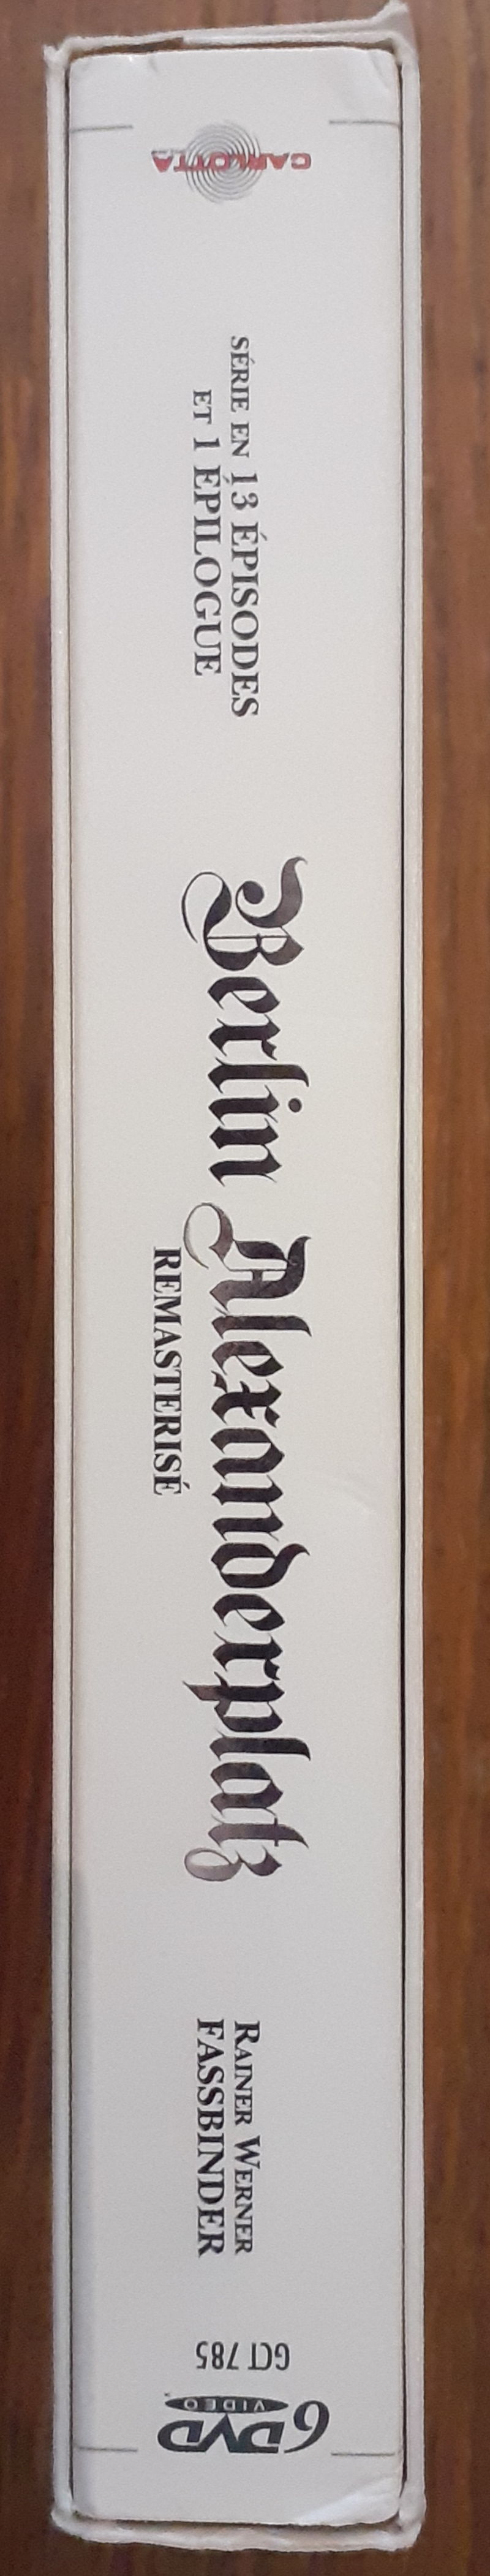 CARLOTTA
SÉRIE EN 13 ÉPISODES
ET 1 ÉPILOGUE
Berlin Alexanderplatz
REMASTERISÉ
RAINER WERNER
FASSBINDER
GCT 785
6 DVD
VIDEO